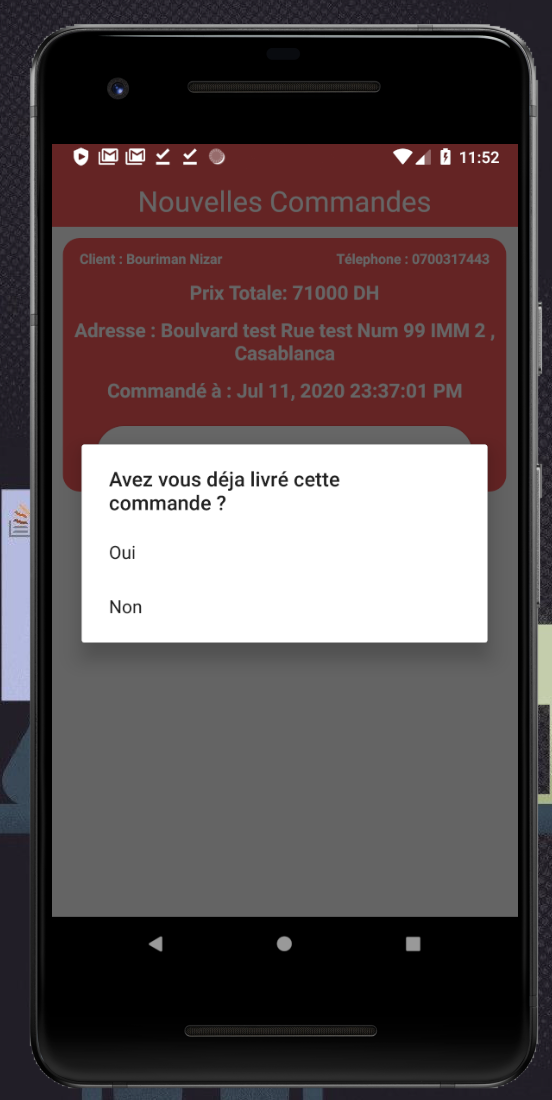 11:52
Nouvelles Commandes
Client : Bouriman Nizar
Télephone : 0700317443
Prix Totale: 71000 DH
Adresse : Boulvard test Rue test Num 99 IMM 2 ,
Casablanca
Commandé à : Jul 11, 2020 23:37:01 PM
Avez vous déja livré cette
commande ?
Oui
Non